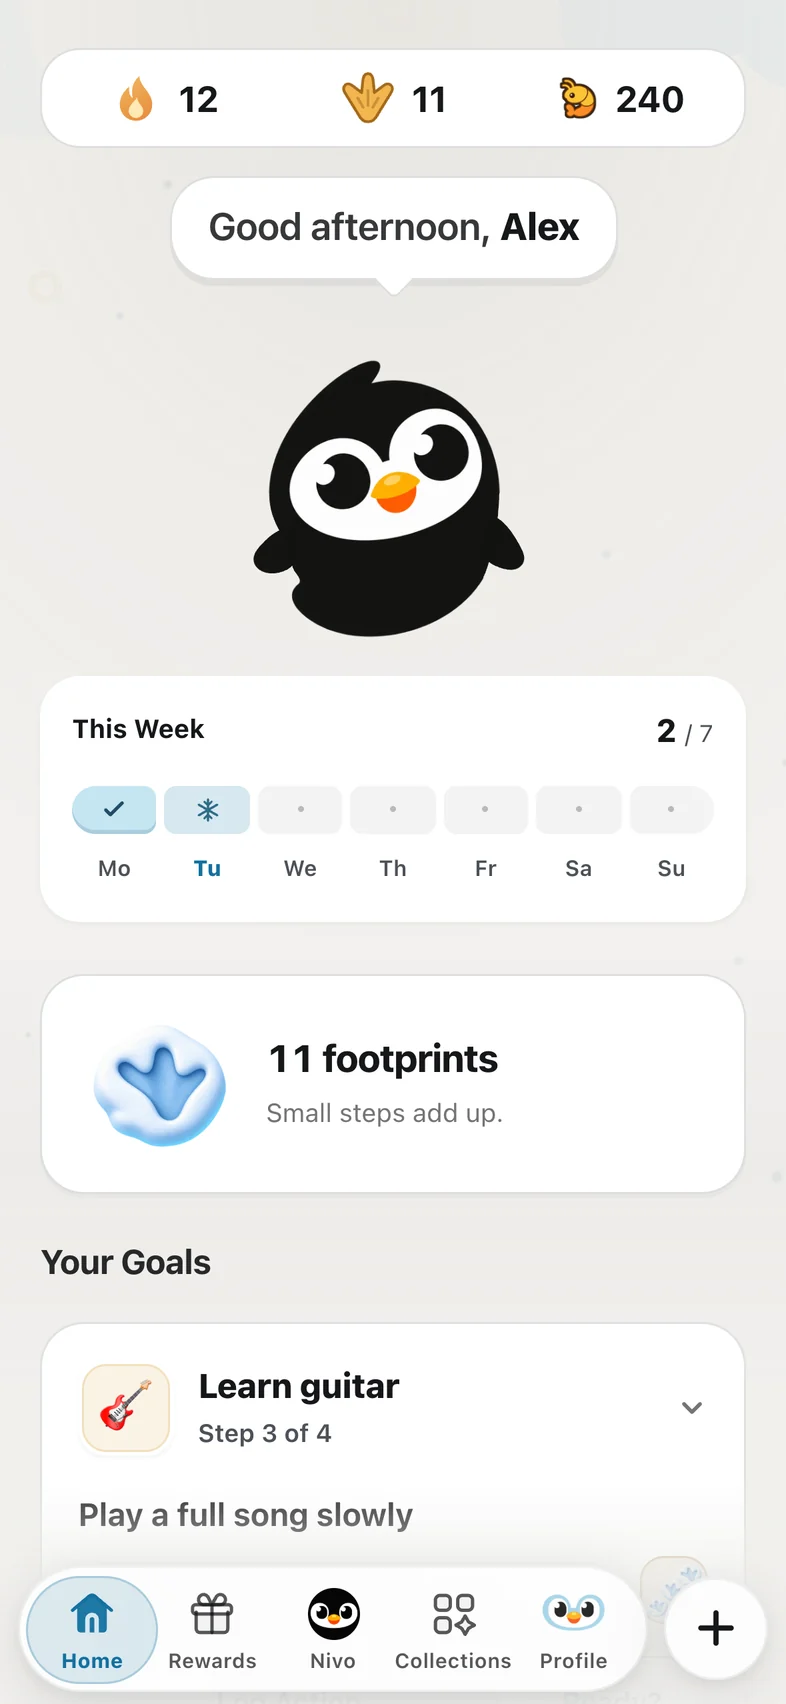 12 11 240
Good afternoon, Alex
This Week 2 / 7
Mo Tu We Th Fr Sa Su
11 footprints
Small steps add up.
Your Goals
Learn guitar
Step 3 of 4
Play a full song slowly
Home Rewards Nivo Collections Profile